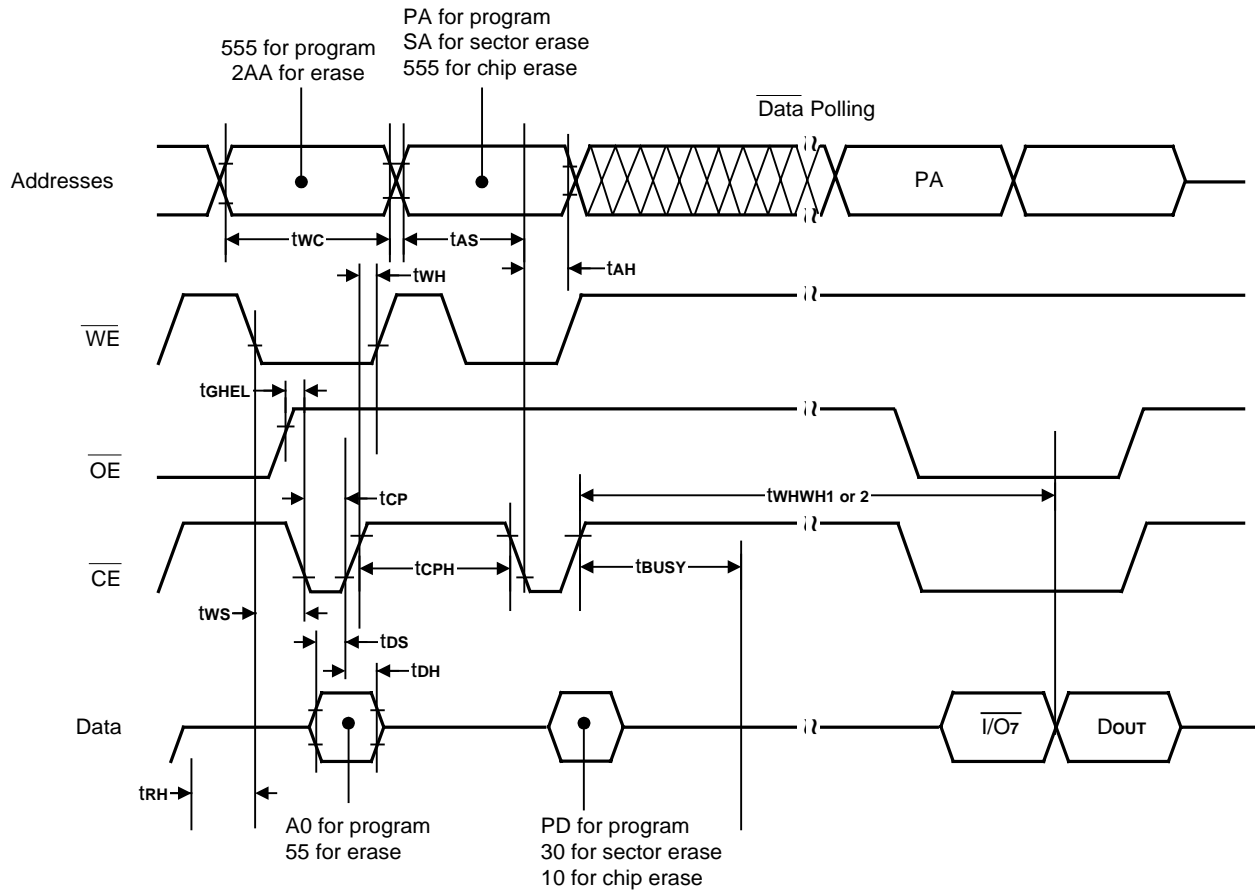 555 for program
2AA for erase
PA for program
SA for sector erase
555 for chip erase
Data Polling
Addresses
PA
tWC
tAS
tWH
tAH
WE
tGHEL
OE
tCP
tWHWH1 or 2
CE
tCPH
tBUSY
tWS
tDS
tDH
Data
I/O7
DOUT
tRH
A0 for program
55 for erase
PD for program
30 for sector erase
10 for chip erase